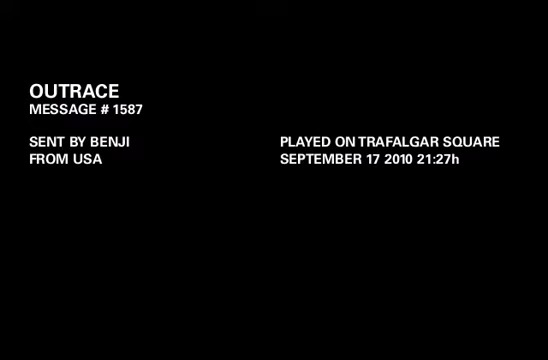 OUTRACE
MESSAGE # 1587
SENT BY BENJI
FROM USA
PLAYED ON TRAFALGAR SQUARE
SEPTEMBER 17 2010 21:27h